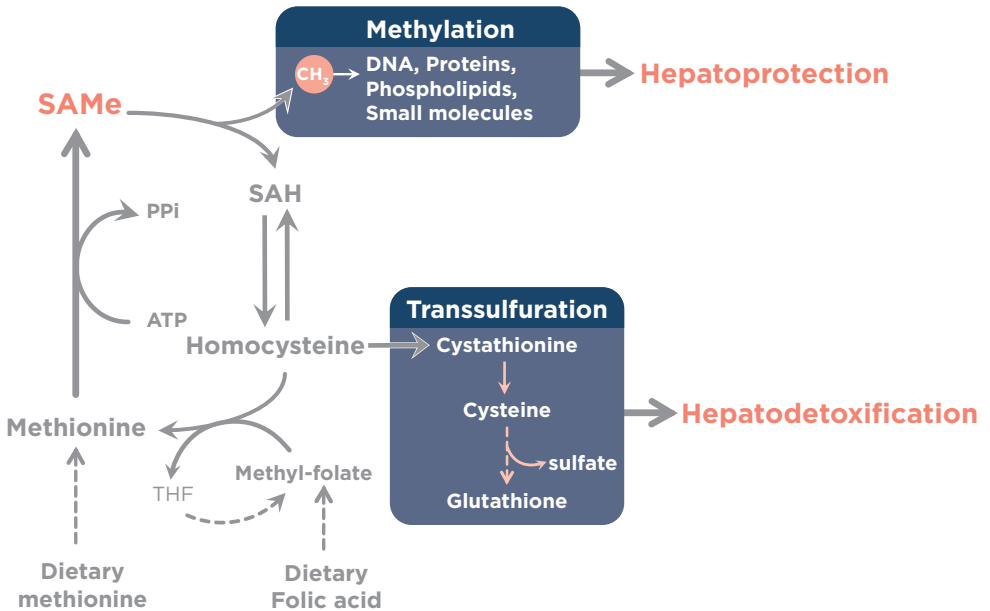 Methylation
CH3
DNA, Proteins,
Phospholipids,
Small molecules
Hepatoprotection
SAMe
SAH
PPi
ATP
Homocysteine
Transsulfuration
Cystathionine
Cysteine
sulfate
Glutathione
Hepatodetoxification
Methionine
Methyl-folate
THF
Dietary
methionine
Dietary
Folic acid